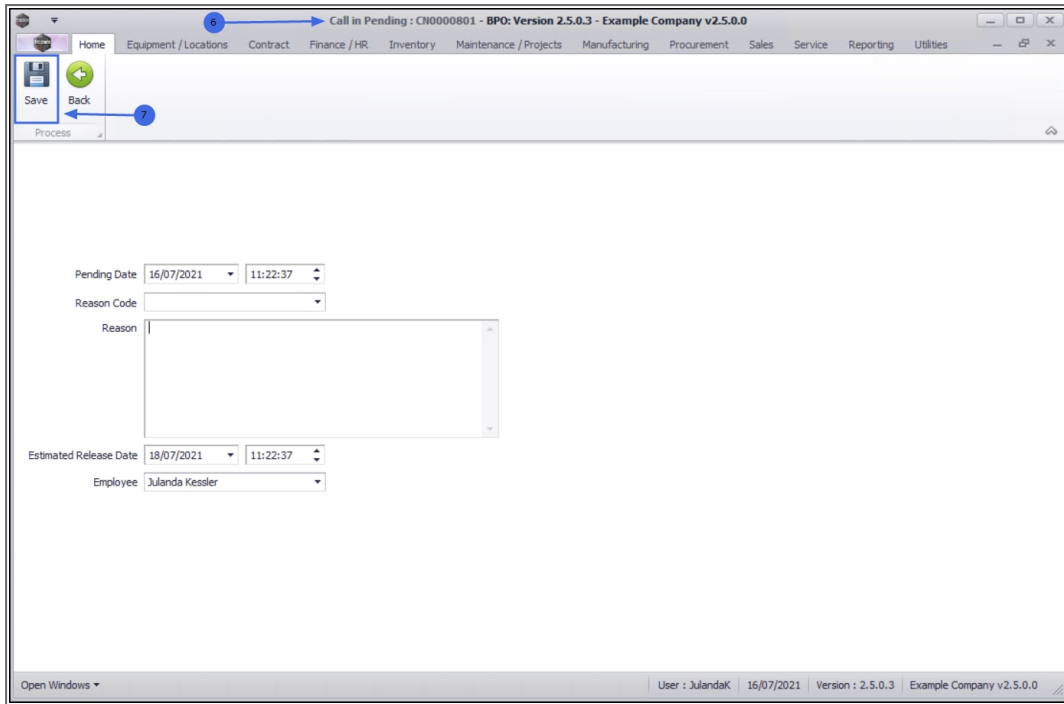 6
Call in Pending : CN0000801 - BPO: Version 2.5.0.3 - Example Company v2.5.0.0
Home Equipment / Locations Contract Finance / HR Inventory Maintenance / Projects Manufacturing Procurement Sales Service Reporting Utilities
Save Back
7
Process
Pending Date 16/07/2021 11:22:37
Reason Code
Reason
Estimated Release Date 18/07/2021 11:22:37
Employee Julanda Kessler
Open Windows User : JulandaK 16/07/2021 Version : 2.5.0.3 Example Company v2.5.0.0